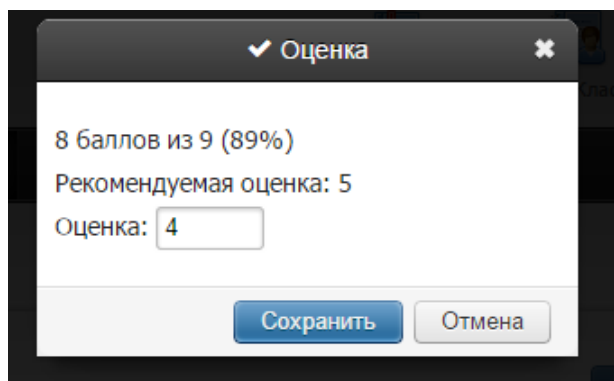 Оценка
8 баллов из 9 (89%)
Рекомендуемая оценка: 5
Оценка: 4
Сохранить Отмена